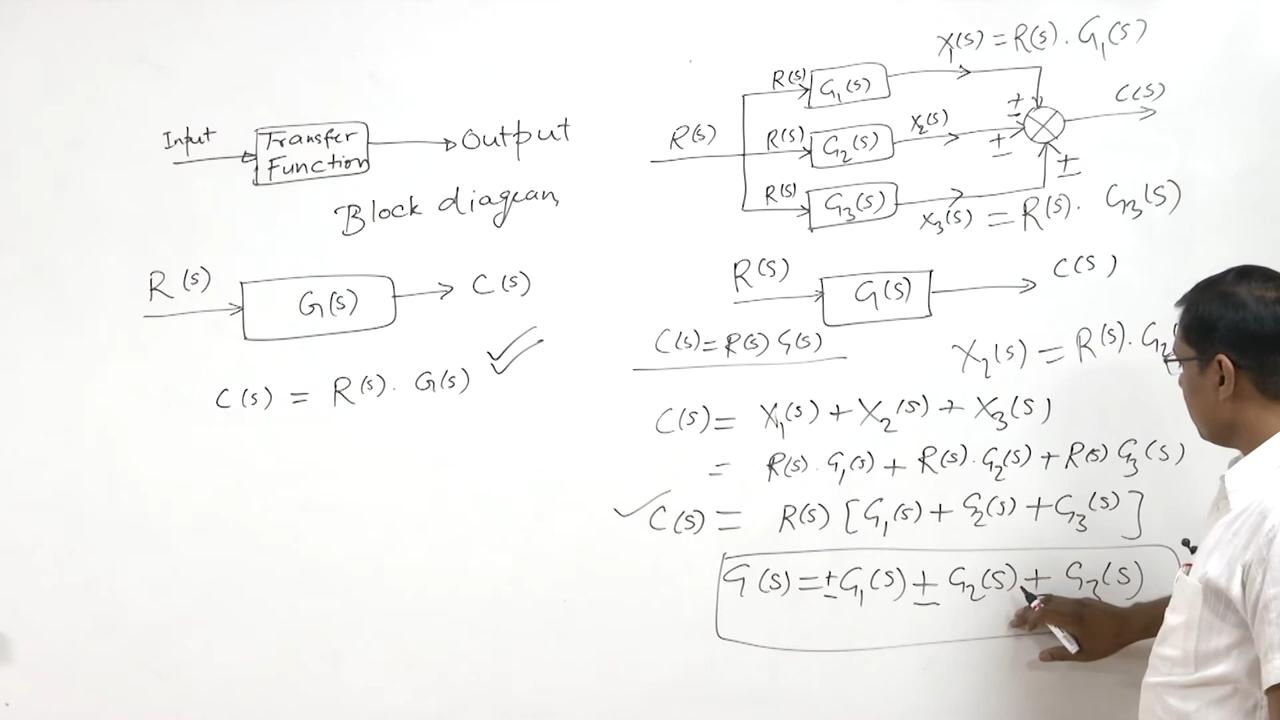 Input
Transfer
Function
Output
Block diagram
R(s)
G(s)
C(s)
C(s) = R(s) . G(s)
X₁(s) = R(s) . G₁(s)
R(s)
G₁(s)
±
C(s)
R(s)
R(s)
G₂(s)
X₂(s)
±
R(s)
G₃(s)
±
X₃(s) = R(s) . G₃(s)
R(s)
G(s)
C(s)
C(s) = R(s) G(s)
X₂(s) = R(s) . G₂
C(s) = X₁(s) + X₂(s) + X₃(s)
= R(s) . G₁(s) + R(s) . G₂(s) + R(s) G₃(s)
C(s) = R(s) [G₁(s) + G₂(s) + G₃(s)]
G(s) = ± G₁(s) ± G₂(s) + G₃(s)